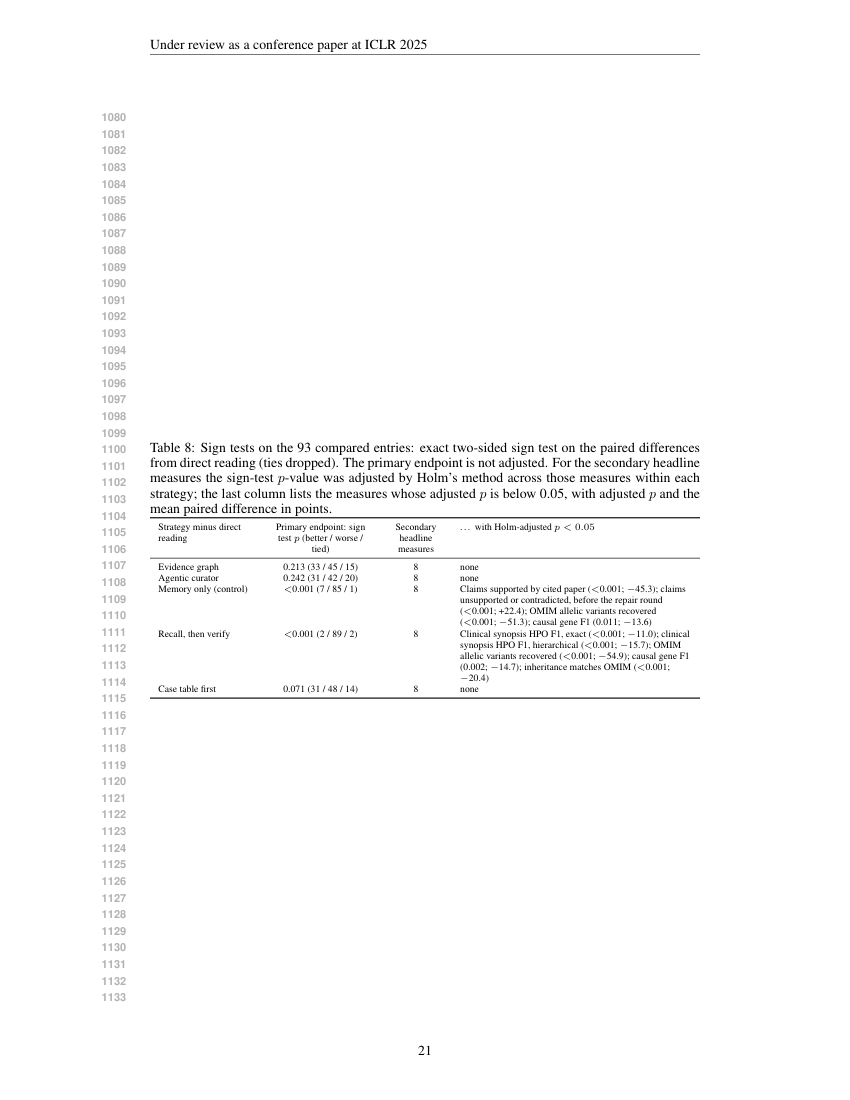 Under review as a conference paper at ICLR 2025
1080
1081
1082
1083
1084
1085
1086
1087
1088
1089
1090
1091
1092
1093
1094
1095
1096
1097
1098
1099
1100
1101
1102
1103
1104
1105
1106
1107
1108
1109
1110
1111
1112
1113
1114
1115
1116
1117
1118
1119
1120
1121
1122
1123
1124
1125
1126
1127
1128
1129
1130
1131
1132
1133
Table 8: Sign tests on the 93 compared entries: exact two-sided sign test on the paired differences
from direct reading (ties dropped). The primary endpoint is not adjusted. For the secondary headline
measures the sign-test p-value was adjusted by Holm's method across those measures within each
strategy; the last column lists the measures whose adjusted p is below 0.05, with adjusted p and the
mean paired difference in points.
Strategy minus direct
reading
Primary endpoint: sign
test p (better / worse /
tied)
Secondary
headline
measures
... with Holm-adjusted p < 0.05
Evidence graph 0.213 (33 / 45 / 15) 8 none
Agentic curator 0.242 (31 / 42 / 20) 8 none
Memory only (control) <0.001 (7 / 85 / 1) 8 Claims supported by cited paper (<0.001; −45.3); claims
unsupported or contradicted, before the repair round
(<0.001; +22.4); OMIM allelic variants recovered
(<0.001; −51.3); causal gene F1 (0.011; −13.6)
Recall, then verify <0.001 (2 / 89 / 2) 8 Clinical synopsis HPO F1, exact (<0.001; −11.0); clinical
synopsis HPO F1, hierarchical (<0.001; −15.7); OMIM
allelic variants recovered (<0.001; −54.9); causal gene F1
(0.002; −14.7); inheritance matches OMIM (<0.001;
−20.4)
Case table first 0.071 (31 / 48 / 14) 8 none
21